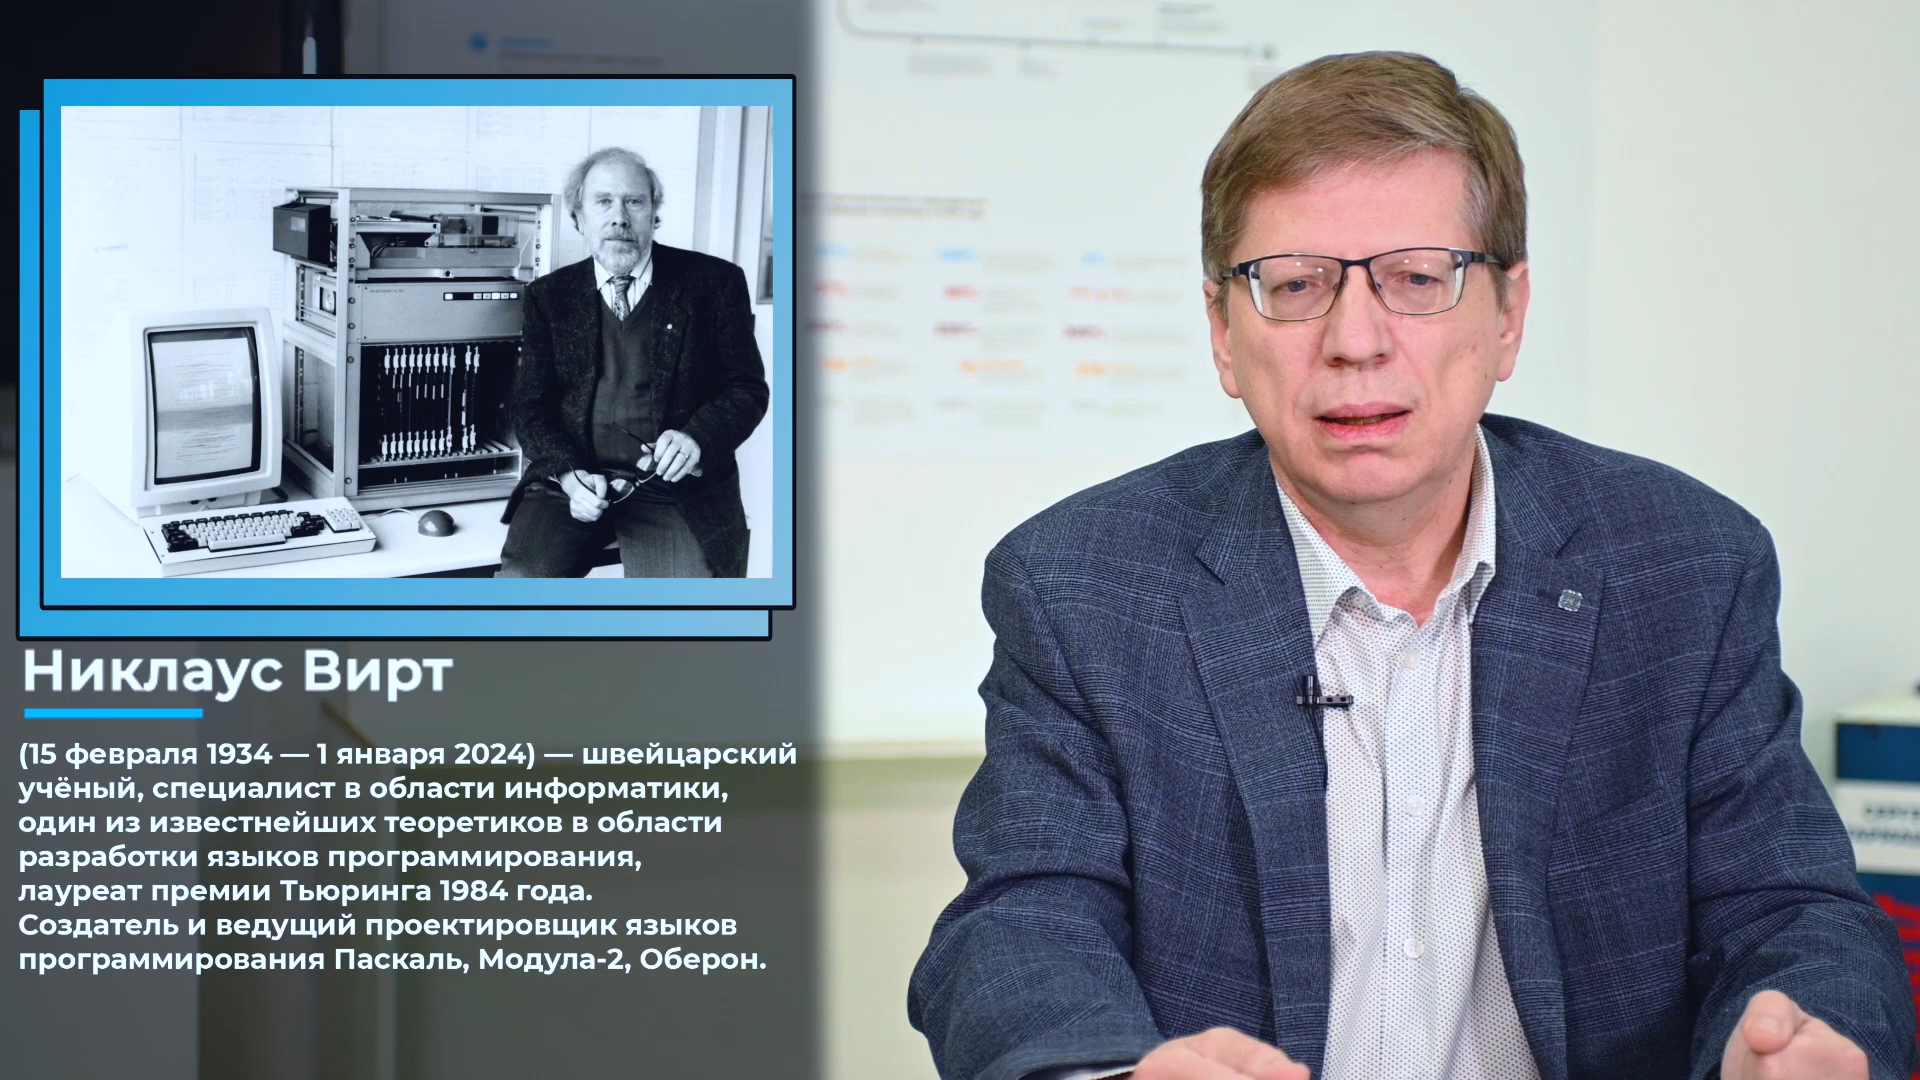 Никлаус Вирт
(15 февраля 1934 — 1 января 2024) — швейцарский
учёный, специалист в области информатики,
один из известнейших теоретиков в области
разработки языков программирования,
лауреат премии Тьюринга 1984 года.
Создатель и ведущий проектировщик языков
программирования Паскаль, Модула-2, Оберон.